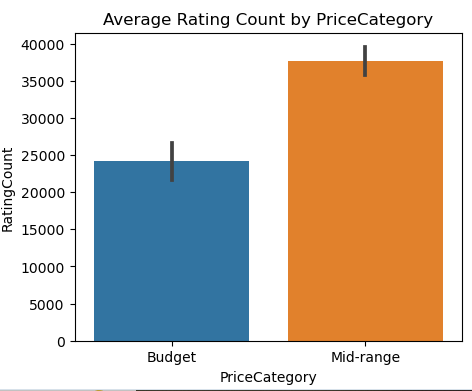 Average Rating Count by PriceCategory
40000
35000
30000
25000
20000
15000
10000
5000
0
RatingCount
Budget
Mid-range
PriceCategory